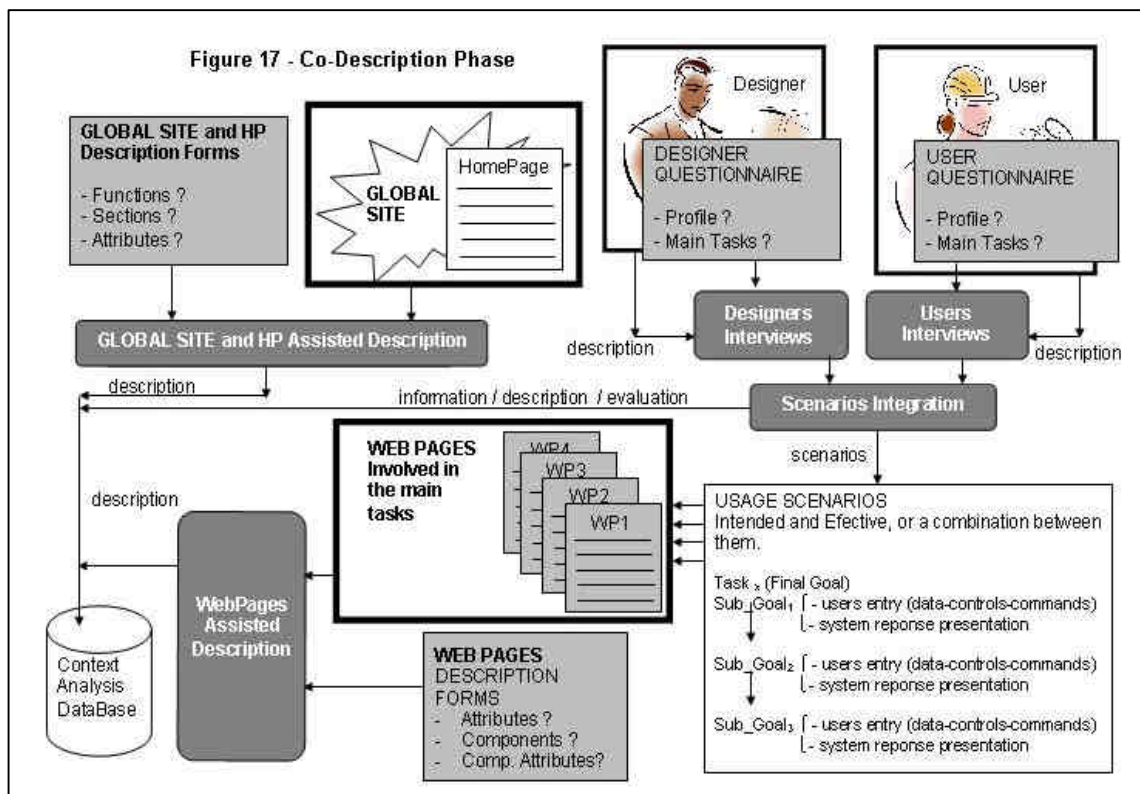 Figure 17 - Co-Description Phase
Designer
User
GLOBAL SITE and HP
Description Forms
- Functions ?
- Sections ?
- Attributes ?
GLOBAL
SITE
HomePage
DESIGNER
QUESTIONNAIRE
- Profile ?
- Main Tasks ?
USER
QUESTIONNAIRE
- Profile ?
- Main Tasks ?
GLOBAL SITE and HP Assisted Description
Designers
Interviews
Users
Interviews
description
description
description
information / description / evaluation
Scenarios Integration
scenarios
WEB PAGES
Involved in
the main
tasks
WP4
WP3
WP2
WP1
description
WebPages
Assisted
Description
Context
Analysis
DataBase
WEB PAGES
DESCRIPTION
FORMS
- Attributes ?
- Components ?
- Comp. Attributes?
USAGE SCENARIOS
Intended and Efective, or a combination between
them.
Task x (Final Goal)
Sub_Goal1 - users entry (data-controls-commands)
- system reponse presentation
Sub_Goal2 - users entry (data-controls-commands)
- system reponse presentation
Sub_Goal3 - users entry (data-controls-commands)
- system reponse presentation